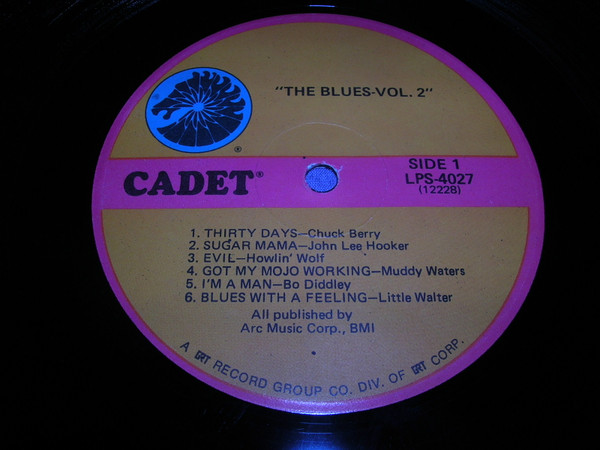 "THE BLUES-VOL. 2"
®
CADET®
SIDE 1
LPS-4027
(12228)
1. THIRTY DAYS—Chuck Berry
2. SUGAR MAMA—John Lee Hooker
3. EVIL—Howlin' Wolf
4. GOT MY MOJO WORKING—Muddy Waters
5. I'M A MAN—Bo Diddley
6. BLUES WITH A FEELING—Little Walter
All published by
Arc Music Corp., BMI
A GRT RECORD GROUP CO. DIV. OF GRT CORP.